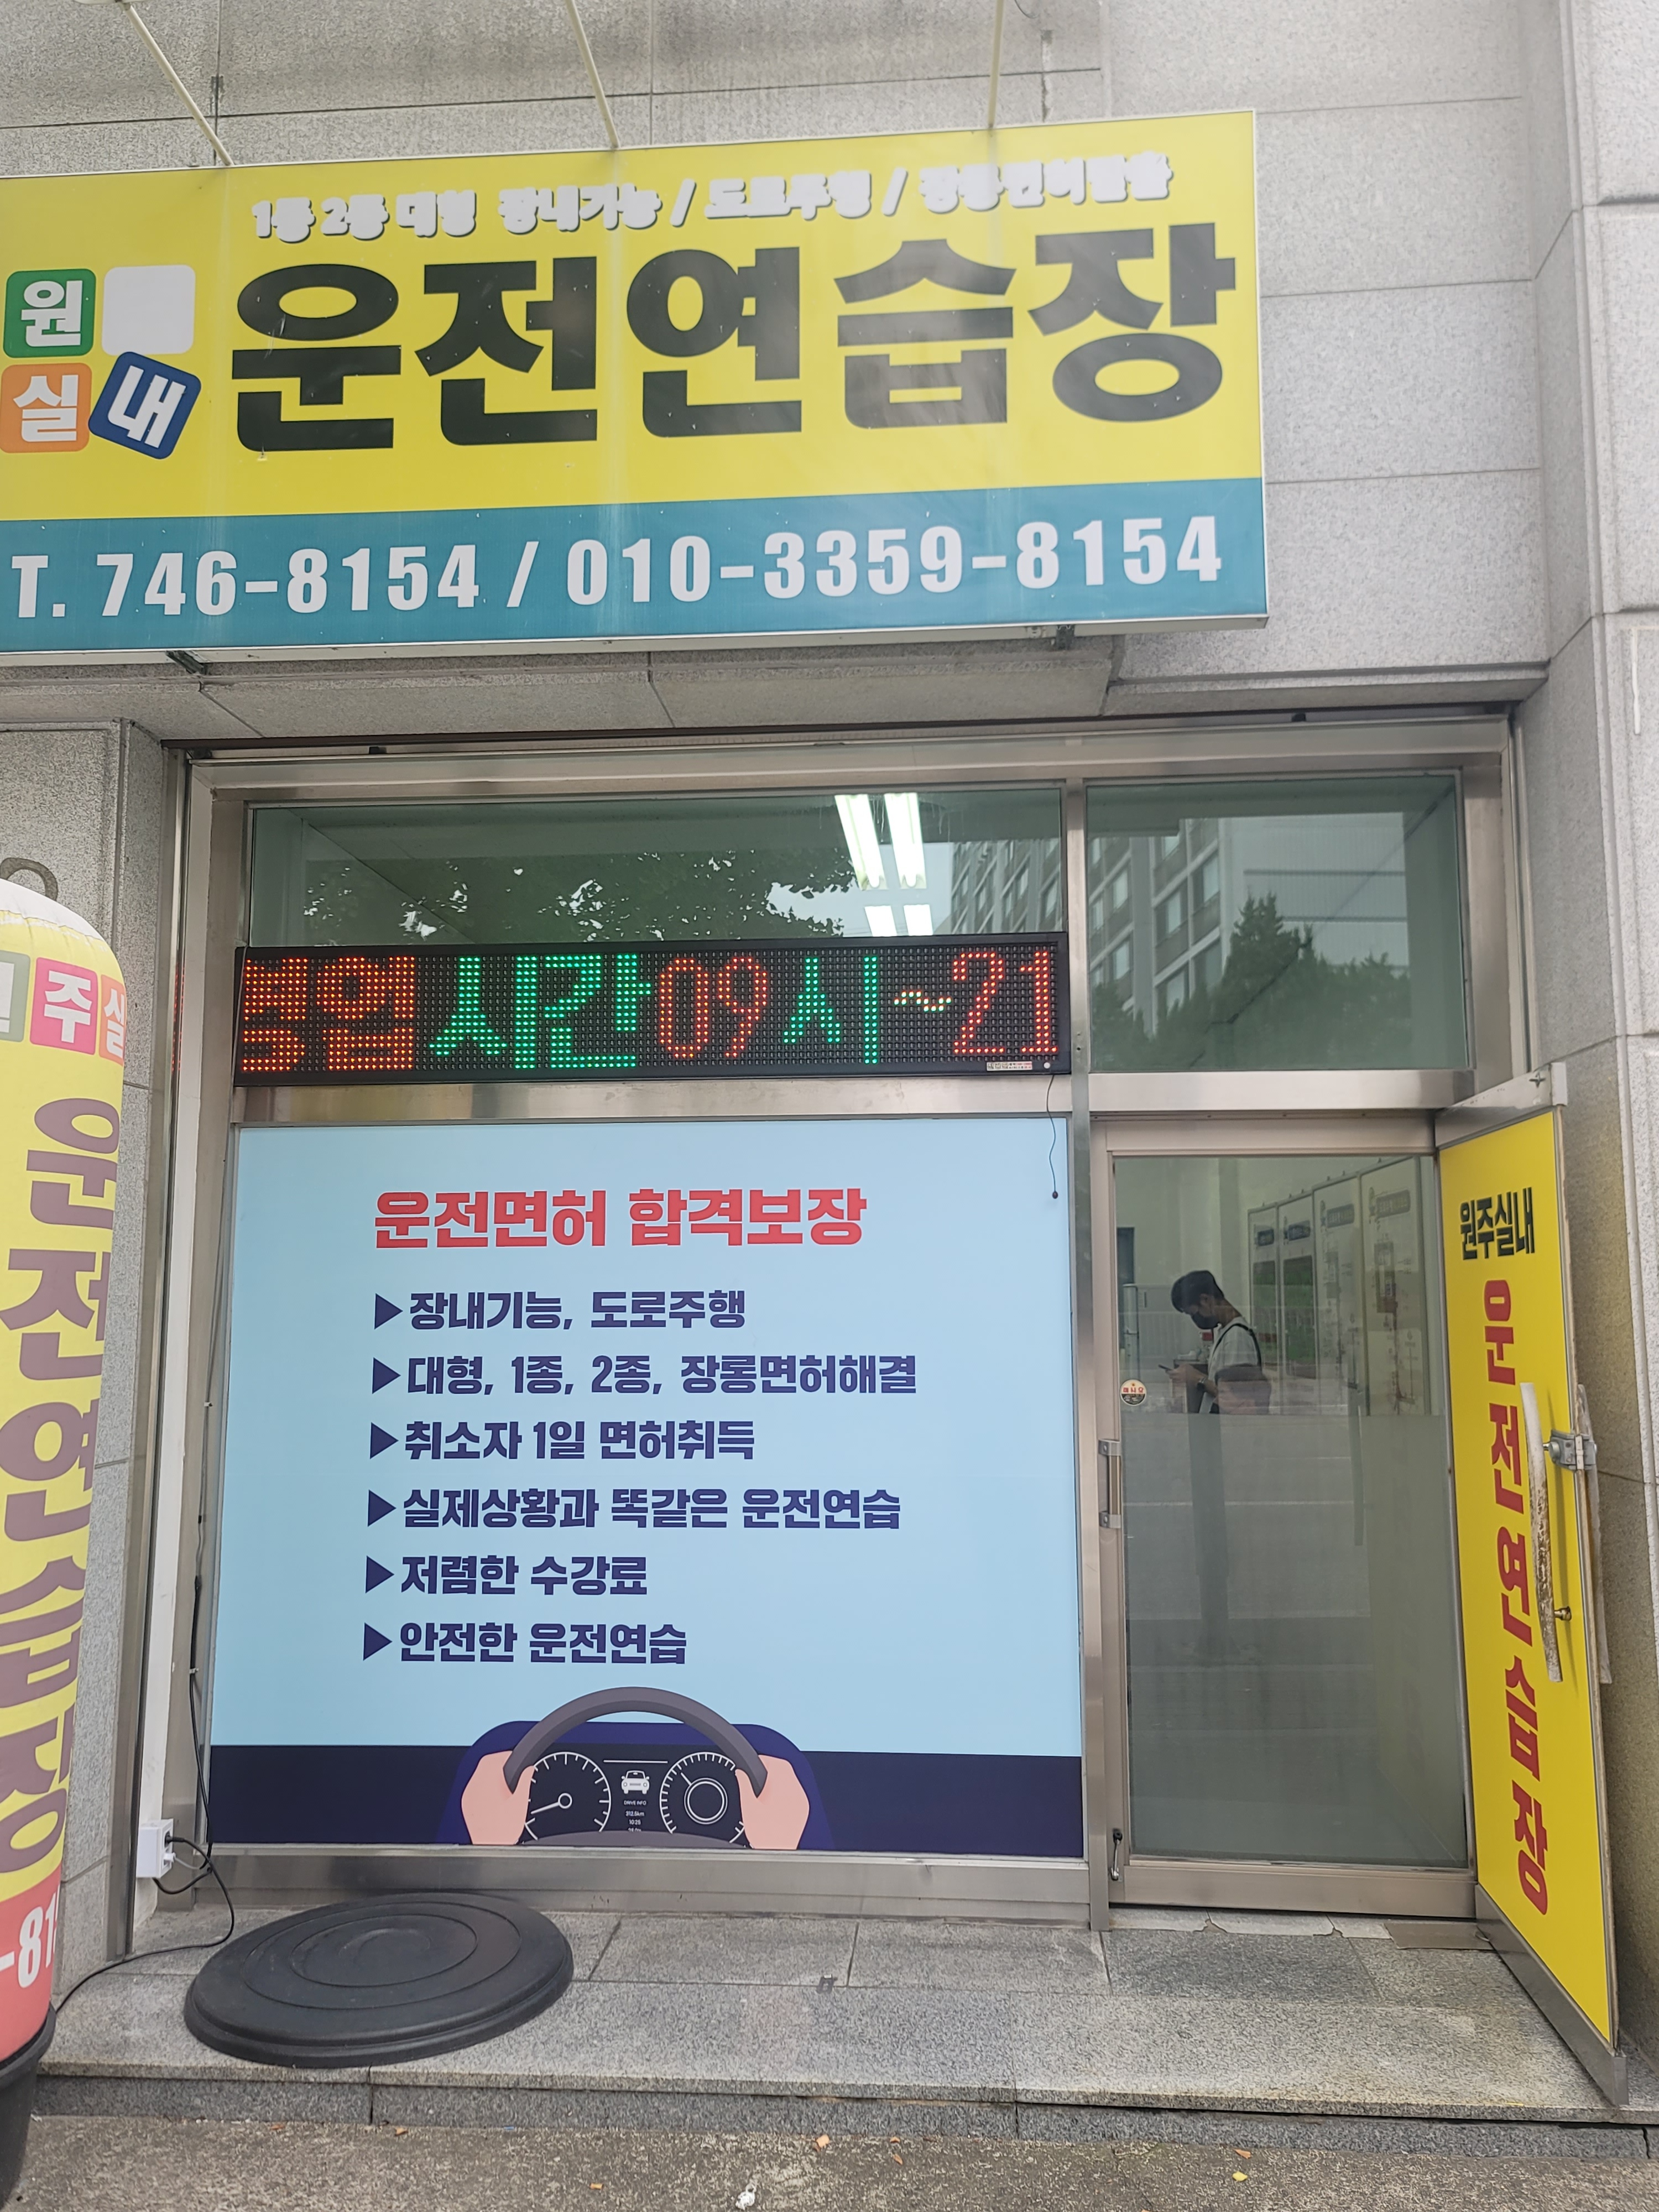 1종 2종 대형 장내기능 / 도로주행 / 장롱면허탈출
원
실내
운전연습장
T. 746-8154 / 010-3359-8154
영업시간 09시~21
운전면허 합격보장
▶장내기능, 도로주행
▶대형, 1종, 2종, 장롱면허해결
▶취소자 1일 면허취득
▶실제상황과 똑같은 운전연습
▶저렴한 수강료
▶안전한 운전연습
DRIVE INFO
주실
운전연습장
-81
원주실내
운전연습장